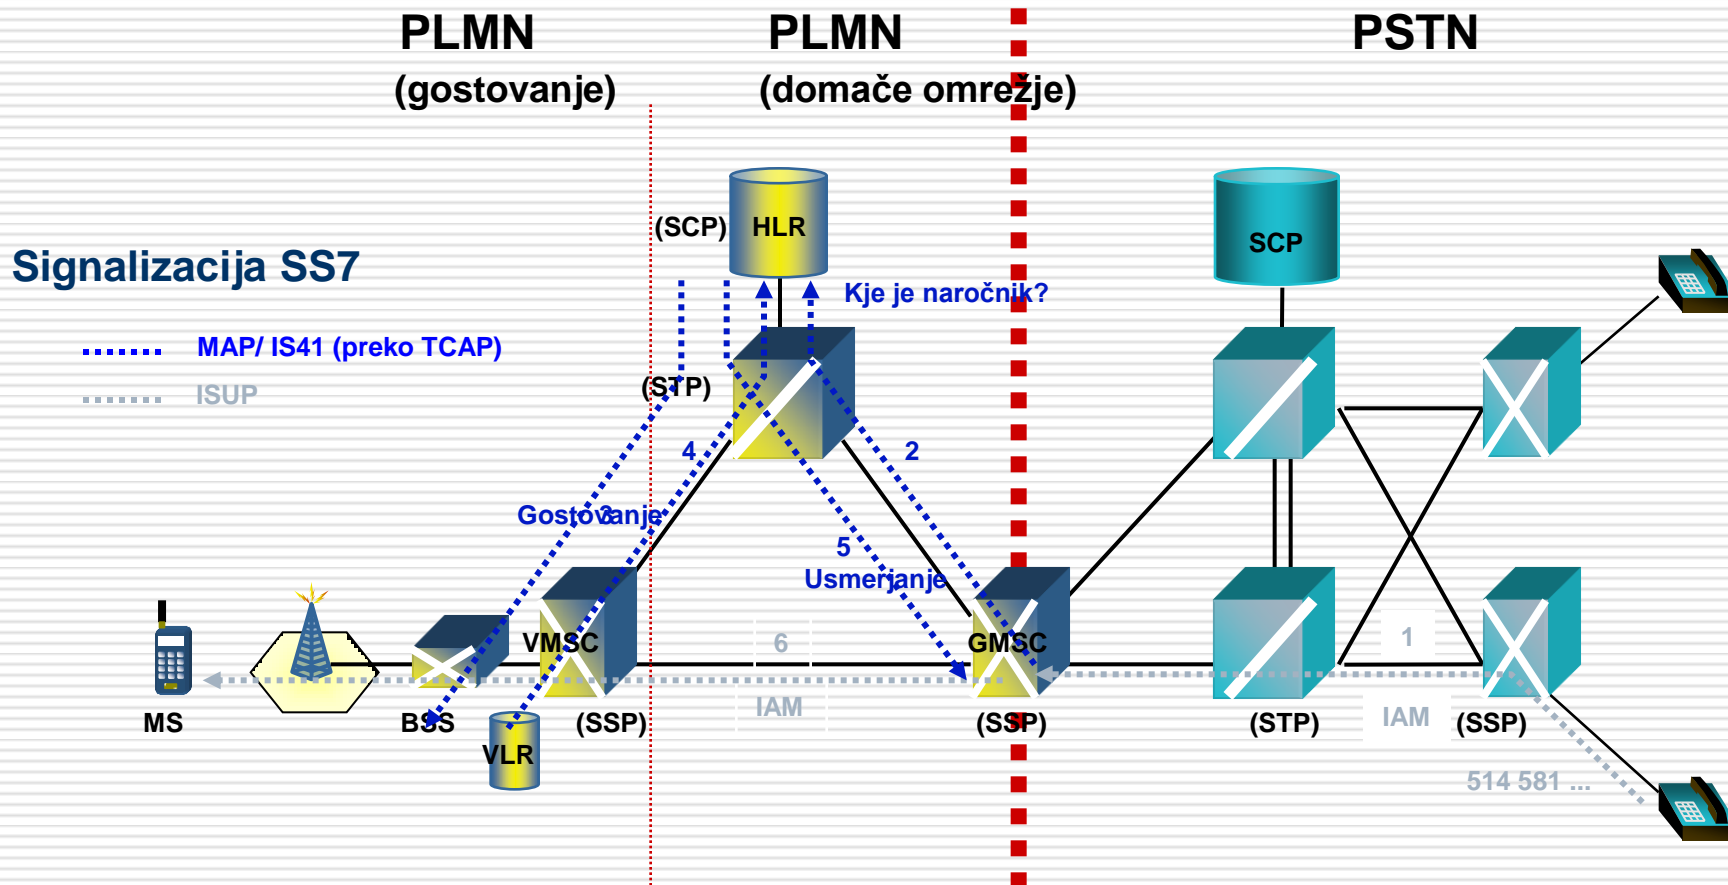 PLMN
PLMN
PSTN
(gostovanje)
(domače omrežje)
(SCP)
HLR
SCP
Signalizacija SS7
Kje je naročnik?
MAP/ IS41 (preko TCAP)
ISUP
(STP)
4
2
Gostovanje
3
5
Usmerjanje
VMSC
6
GMSC
1
IAM
IAM
MS
BSS
(SSP)
(SSP)
(STP)
(SSP)
VLR
514 581 ...